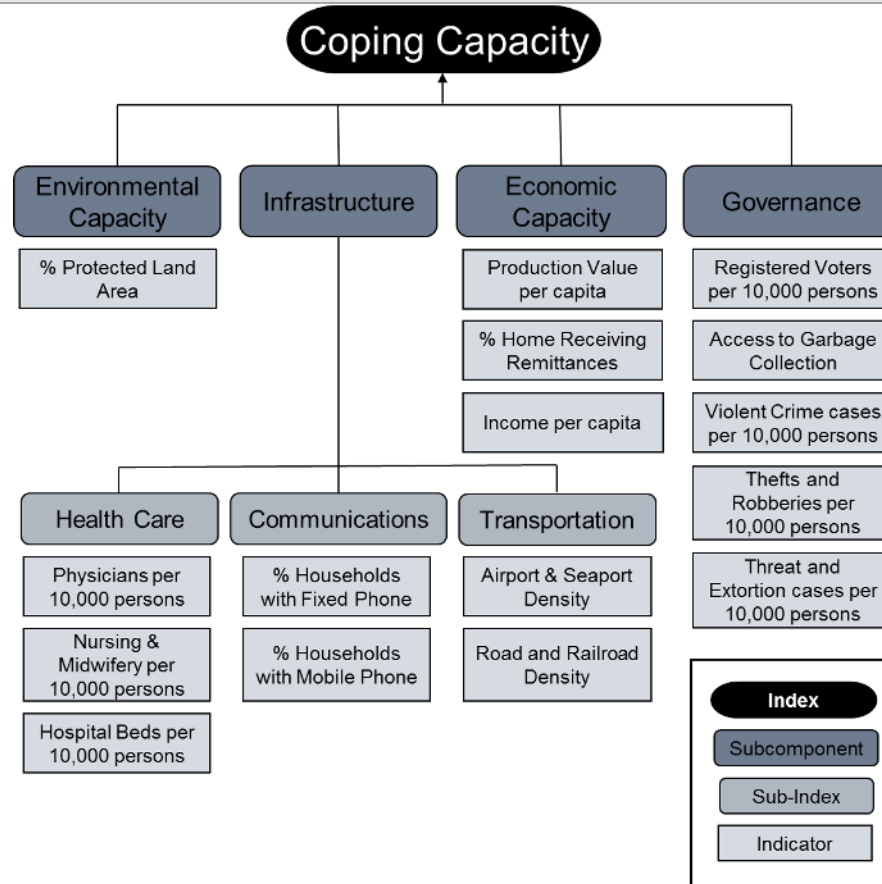 Coping Capacity
Environmental
Capacity
Infrastructure
Economic
Capacity
Governance
% Protected Land
Area
Production Value
per capita
% Home Receiving
Remittances
Income per capita
Registered Voters
per 10,000 persons
Access to Garbage
Collection
Violent Crime cases
per 10,000 persons
Thefts and
Robberies per
10,000 persons
Threat and
Extortion cases per
10,000 persons
Health Care
Communications
Transportation
Physicians per
10,000 persons
Nursing &
Midwifery per
10,000 persons
Hospital Beds per
10,000 persons
% Households
with Fixed Phone
% Households
with Mobile Phone
Airport & Seaport
Density
Road and Railroad
Density
Index
Subcomponent
Sub-Index
Indicator